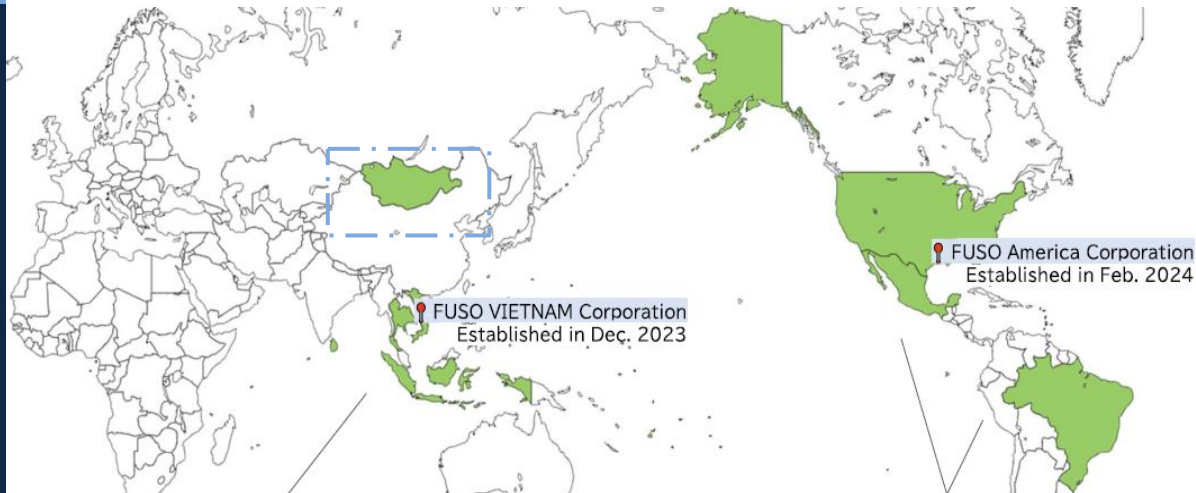 FUSO VIETNAM Corporation
Established in Dec. 2023
FUSO America Corporation
Established in Feb. 2024